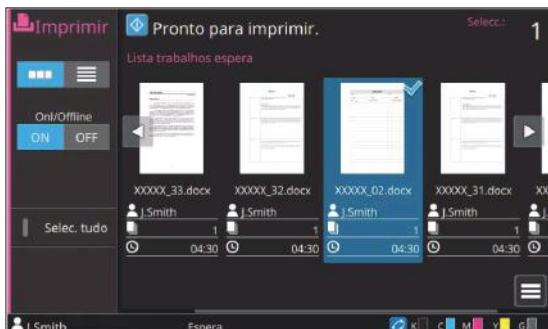 Imprimir
Pronto para imprimir.
Selecc.: 1
Lista trabalhos espera
Onl/Offline
ON OFF
Selec. tudo
XXXXX_33.docx
J.Smith
1
04:30
XXXXX_32.docx
J.Smith
1
04:30
XXXXX_02.docx
J.Smith
1
04:30
XXXXX_31.docx
J.Smith
1
04:30
XX
J.Smith
Espera
K C M Y G